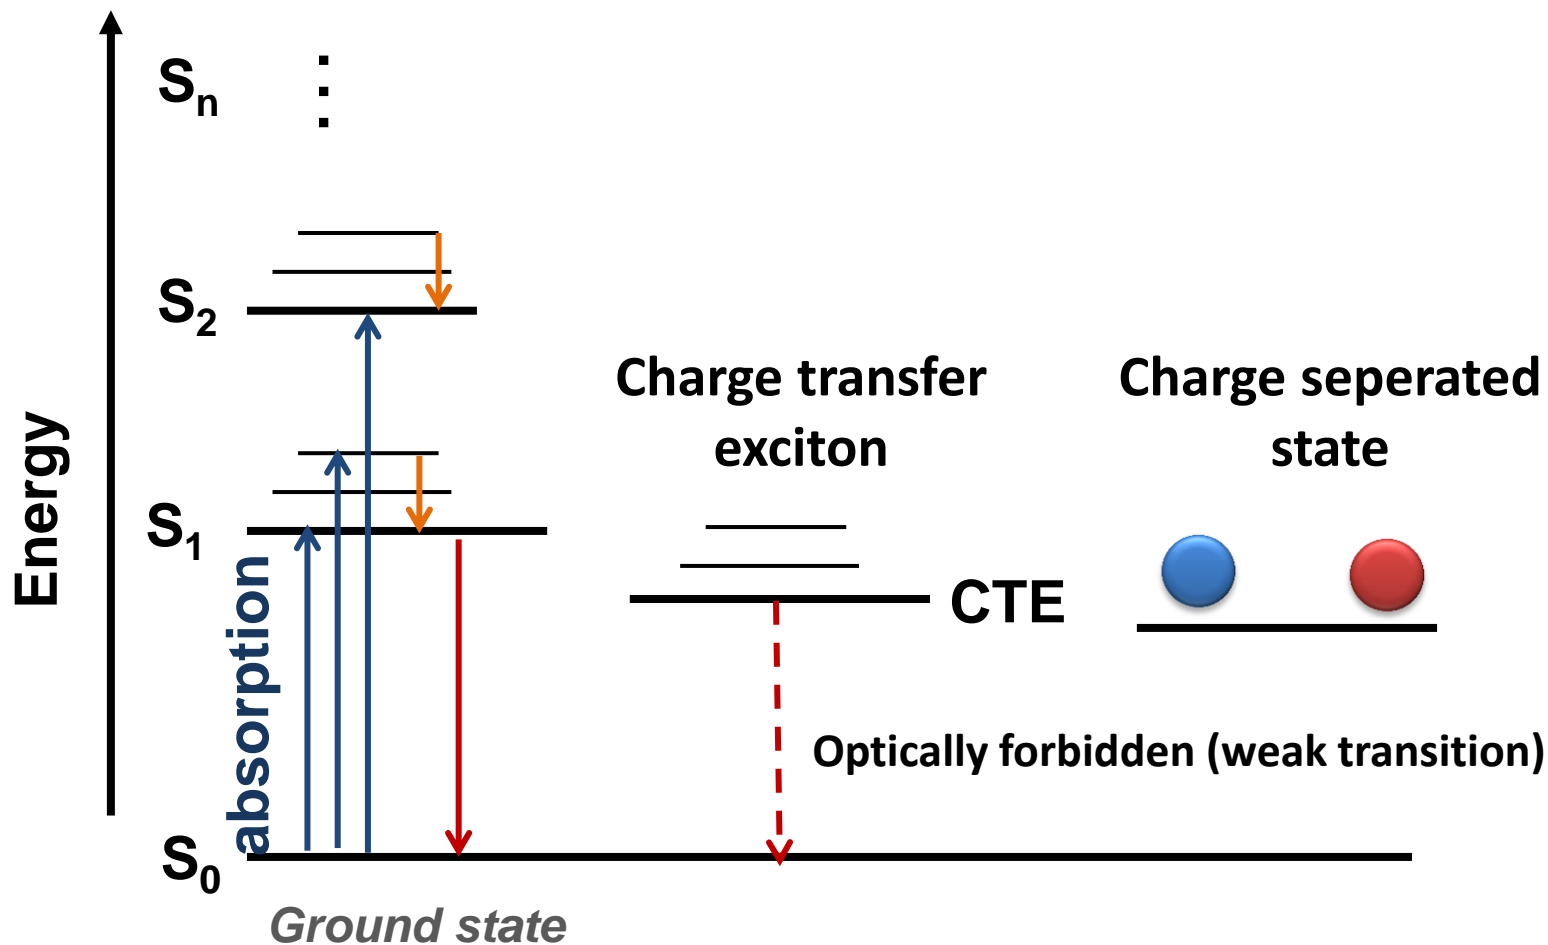 Sn
S2
Charge transfer
exciton
Charge seperated
state
Energy
S1
absorption
CTE
Optically forbidden (weak transition)
S0
Ground state